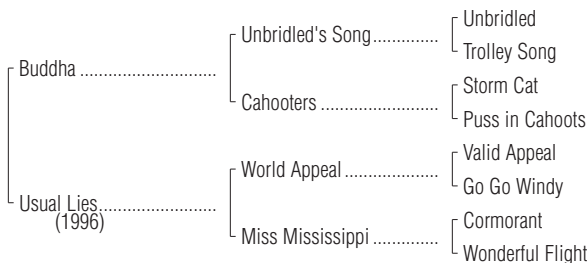 Unbridled
Unbridled's Song..................
Trolley Song
Buddha .....................................
Storm Cat
Cahooters ................................
Puss in Cahoots
Valid Appeal
World Appeal .........................
Go Go Windy
Usual Lies................................
(1996)
Cormorant
Miss Mississippi ..................
Wonderful Flight